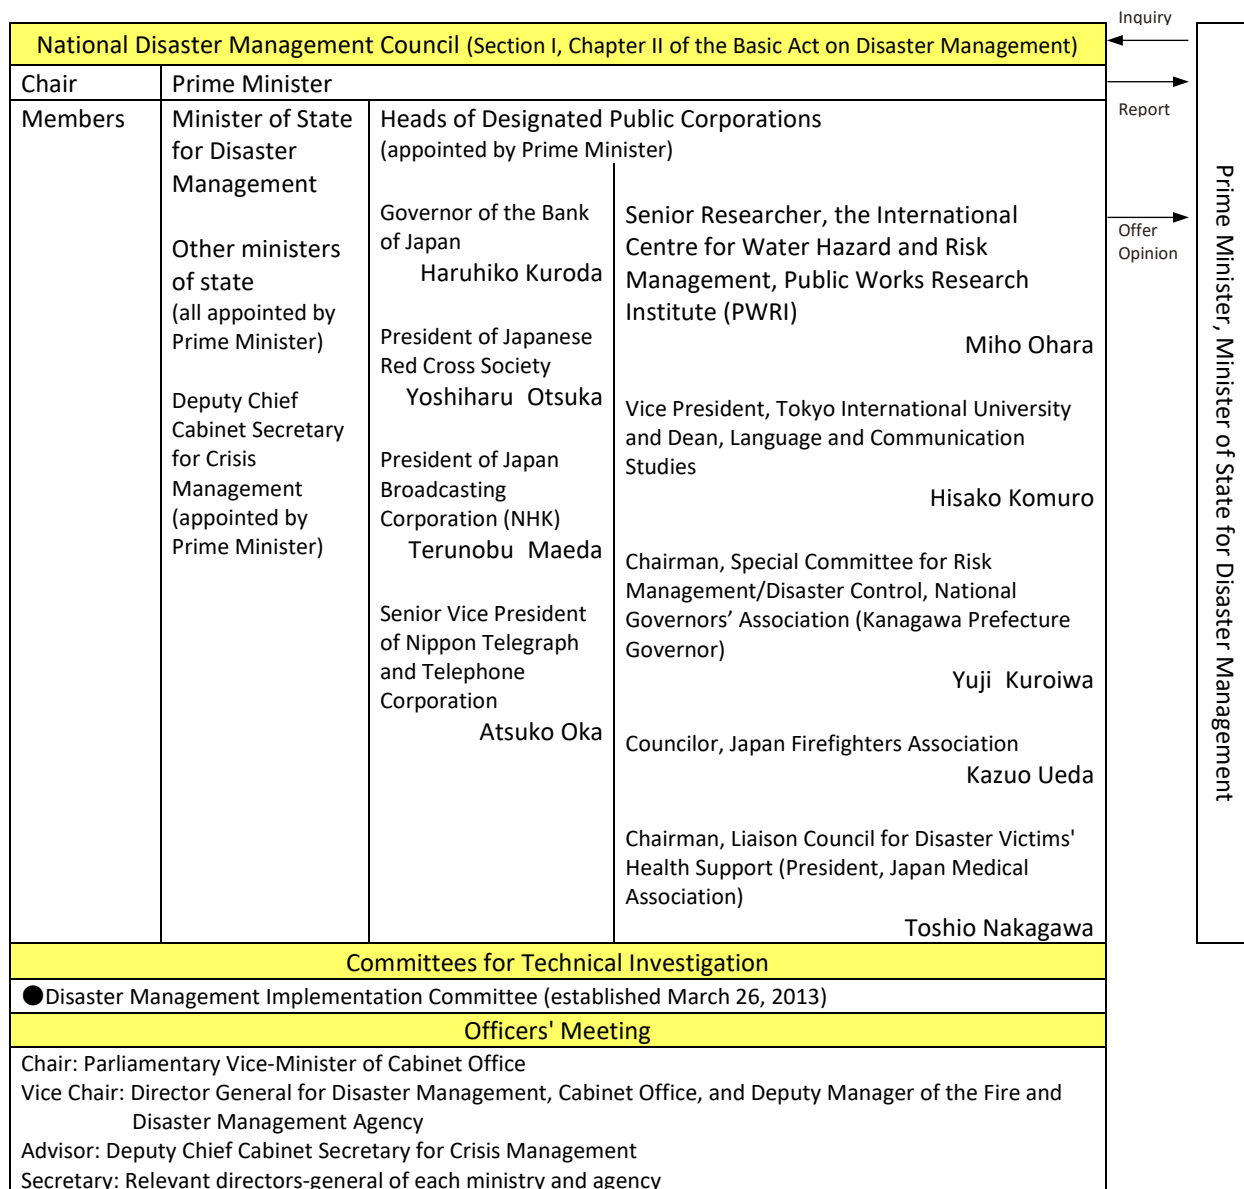 National Disaster Management Council (Section I, Chapter II of the Basic Act on Disaster Management)
Chair
Prime Minister
Members
Minister of State
for Disaster
Management
Other ministers
of state
(all appointed by
Prime Minister)
Deputy Chief
Cabinet Secretary
for Crisis
Management
(appointed by
Prime Minister)
Heads of Designated Public Corporations
(appointed by Prime Minister)
Governor of the Bank
of Japan
Haruhiko Kuroda
President of Japanese
Red Cross Society
Yoshiharu Otsuka
President of Japan
Broadcasting
Corporation (NHK)
Terunobu Maeda
Senior Vice President
of Nippon Telegraph
and Telephone
Corporation
Atsuko Oka
Senior Researcher, the International
Centre for Water Hazard and Risk
Management, Public Works Research
Institute (PWRI)
Miho Ohara
Vice President, Tokyo International University
and Dean, Language and Communication
Studies
Hisako Komuro
Chairman, Special Committee for Risk
Management/Disaster Control, National
Governors’ Association (Kanagawa Prefecture
Governor)
Yuji Kuroiwa
Councilor, Japan Firefighters Association
Kazuo Ueda
Chairman, Liaison Council for Disaster Victims'
Health Support (President, Japan Medical
Association)
Toshio Nakagawa
Committees for Technical Investigation
●Disaster Management Implementation Committee (established March 26, 2013)
Officers' Meeting
Chair: Parliamentary Vice-Minister of Cabinet Office
Vice Chair: Director General for Disaster Management, Cabinet Office, and Deputy Manager of the Fire and
Disaster Management Agency
Advisor: Deputy Chief Cabinet Secretary for Crisis Management
Secretary: Relevant directors-general of each ministry and agency
Inquiry
Report
Offer
Opinion
Prime Minister, Minister of State for Disaster Management